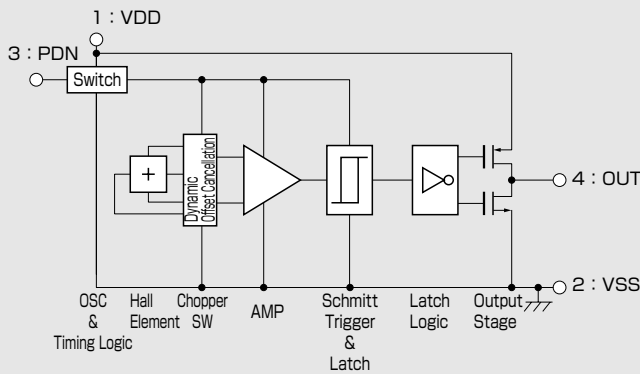 1 : VDD
3 : PDN
Switch
+
Dynamic
Offset Cancellation
4 : OUT
2 : VSS
OSC
&
Timing Logic
Hall
Element
Chopper
SW
AMP
Schmitt
Trigger
&
Latch
Latch
Logic
Output
Stage